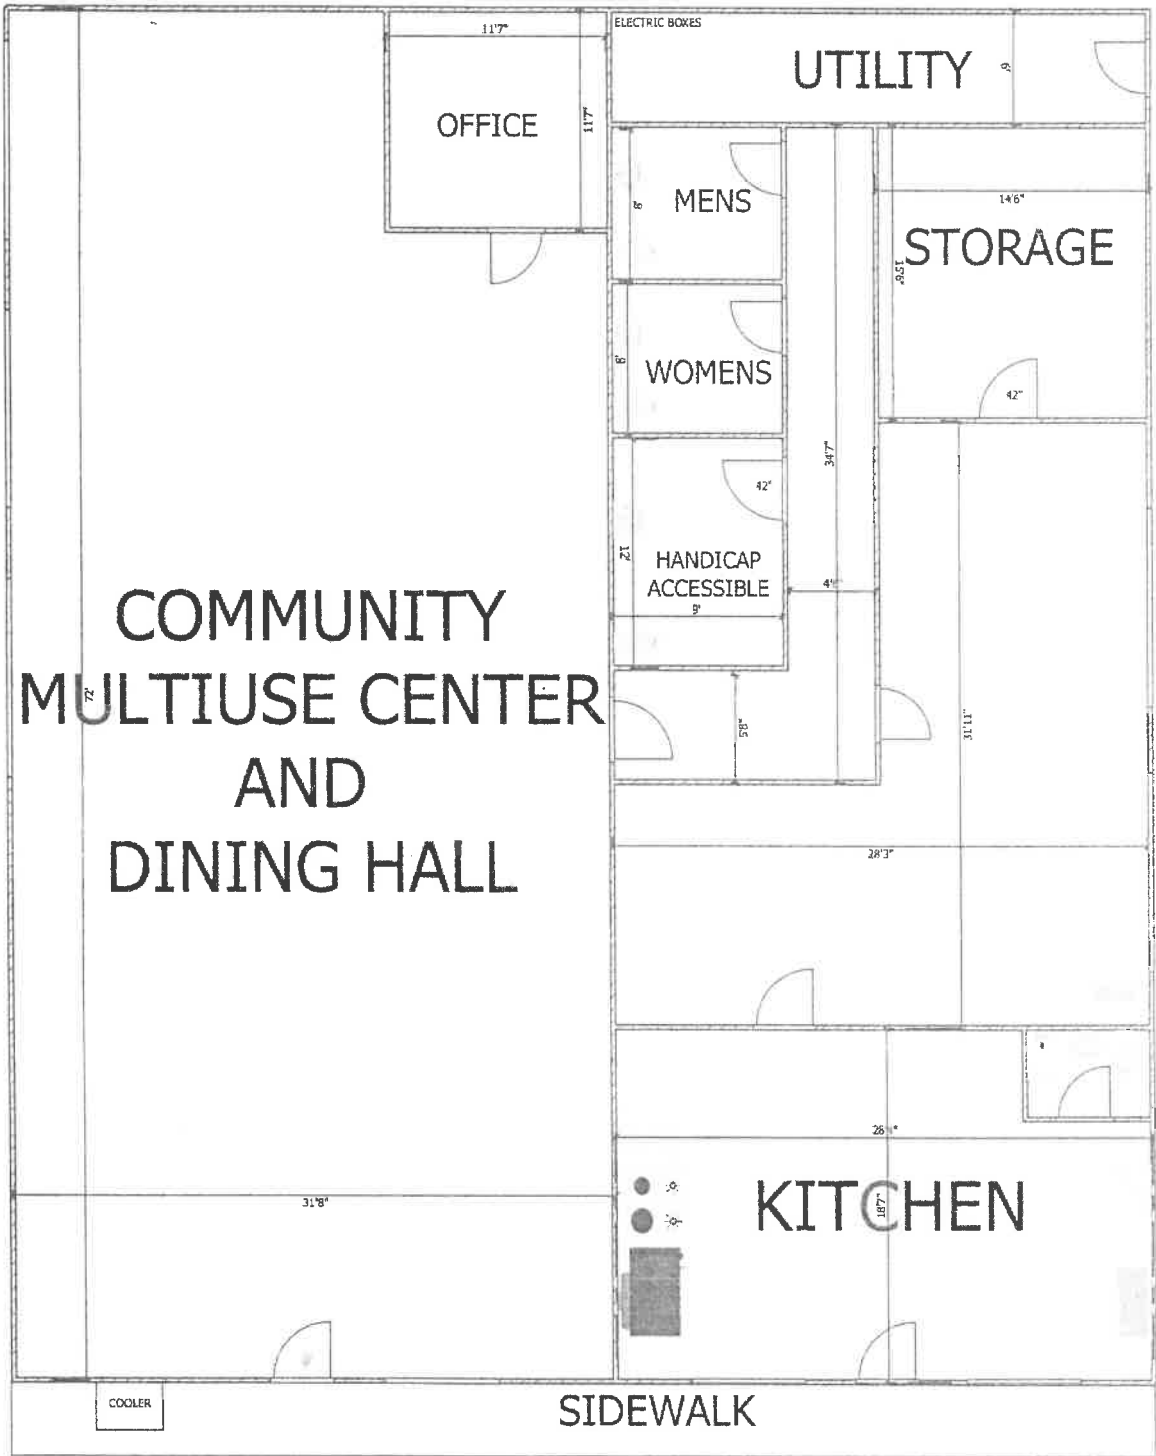 ELECTRIC BOXES
11'7"
UTILITY
6'
OFFICE
11'7"
MENS
8'
14'6"
STORAGE
15'6"
WOMENS
8'
42"
34'7"
42"
HANDICAP
ACCESSIBLE
12'
9'
COMMUNITY
MULTIUSE CENTER
AND
DINING HALL
72'
5'8"
31'11"
28'3"
KITCHEN
18'7"
31'8"
COOLER
SIDEWALK